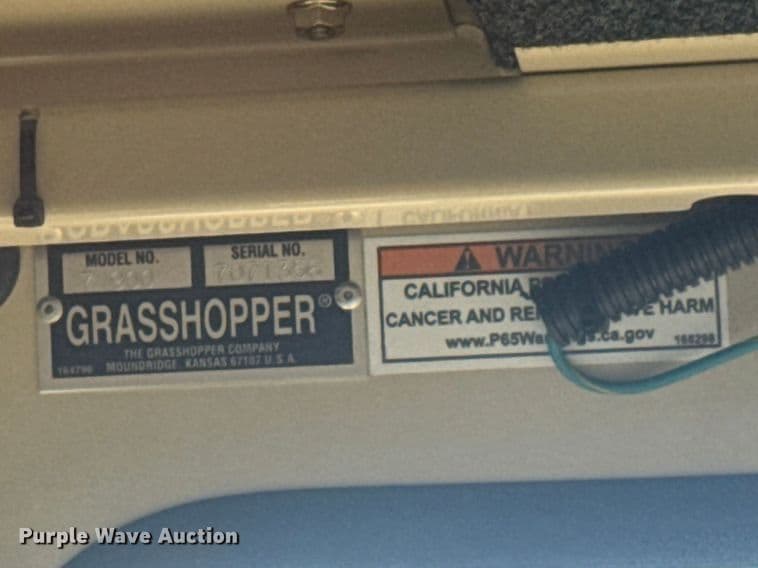 MODEL NO.
SERIAL NO.
GRASSHOPPER®
THE GRASSHOPPER COMPANY
164796 MOUNDRIDGE, KANSAS 67107 U.S.A.
WARNIN
CALIFORNIA
CANCER AND RE HARM
www.P65Wa s.ca.gov
Purple Wave Auction